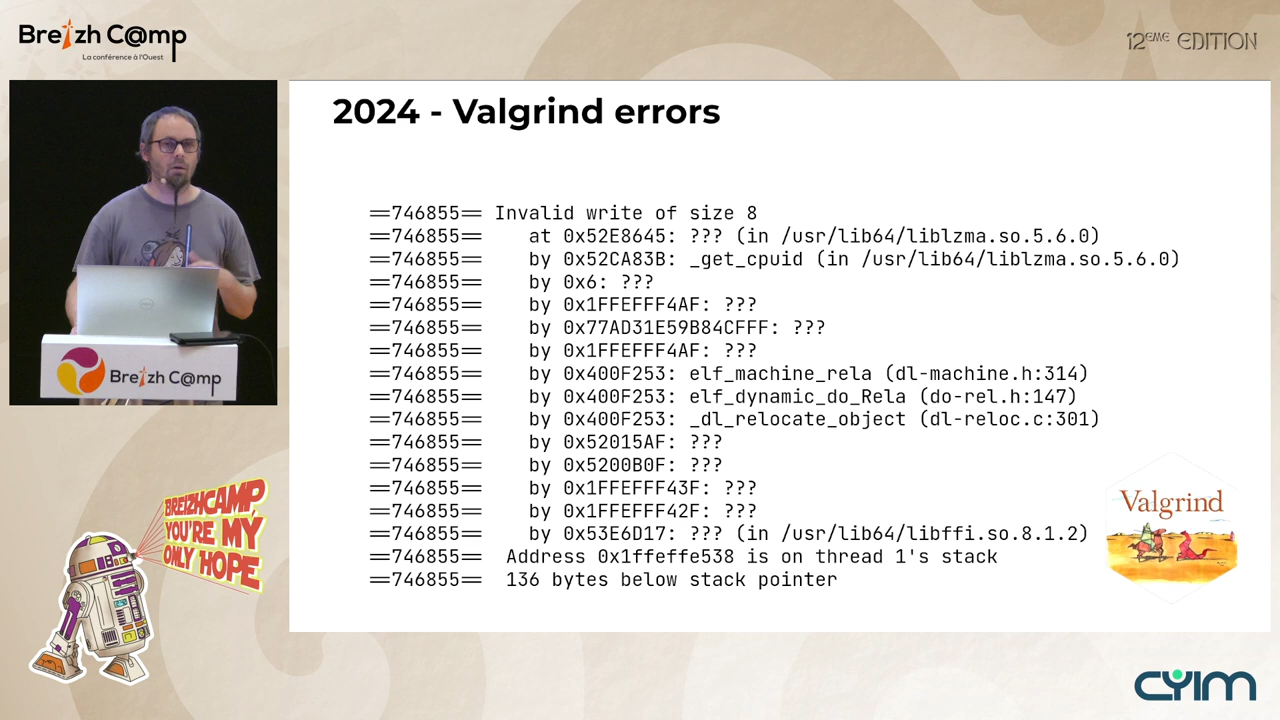 Breizh C@mp
La conférence à l'Ouest
12ÈME EDITION
2024 - Valgrind errors
==746855== Invalid write of size 8
==746855== at 0x52E8645: ??? (in /usr/lib64/liblzma.so.5.6.0)
==746855== by 0x52CA83B: _get_cpuid (in /usr/lib64/liblzma.so.5.6.0)
==746855== by 0x6: ???
==746855== by 0x1FFEFFF4AF: ???
==746855== by 0x77AD31E59B84CFFF: ???
==746855== by 0x1FFEFFF4AF: ???
==746855== by 0x400F253: elf_machine_rela (dl-machine.h:314)
==746855== by 0x400F253: elf_dynamic_do_Rela (do-rel.h:147)
==746855== by 0x400F253: _dl_relocate_object (dl-reloc.c:301)
==746855== by 0x52015AF: ???
==746855== by 0x5200B0F: ???
==746855== by 0x1FFEFFF43F: ???
==746855== by 0x1FFEFFF42F: ???
==746855== by 0x53E6D17: ??? (in /usr/lib64/libffi.so.8.1.2)
==746855== Address 0x1ffeffe538 is on thread 1's stack
==746855== 136 bytes below stack pointer
Valgrind
Breizh C@mp
BREIZHCAMP,
YOU'RE MY
ONLY HOPE
CYIM